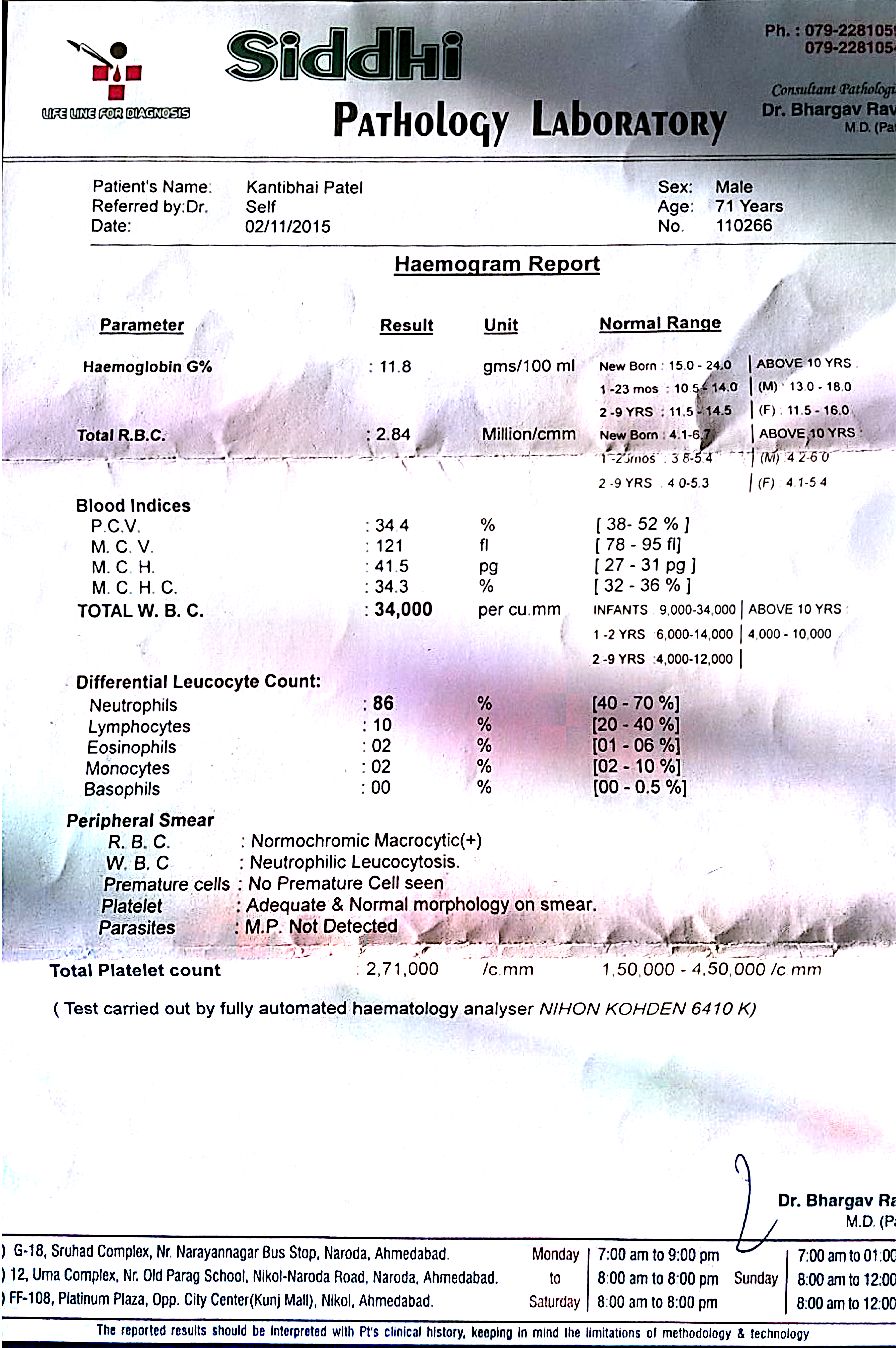 Siddhi
Ph. : 079-228105
079-228105
LIFE LINE FOR DIAGNOSIS
PATHOLOGY LABORATORY
Consultant Pathologi
Dr. Bhargav Rav
M.D. (Pa
Patient's Name: Kantibhai Patel Sex: Male
Referred by:Dr. Self Age: 71 Years
Date: 02/11/2015 No. 110266
Haemogram Report
Parameter Result Unit Normal Range
Haemoglobin G% : 11.8 gms/100 ml New Born : 15.0 - 24.0 | ABOVE 10 YRS
1 -23 mos : 10.5 - 14.0 | (M) : 13.0 - 18.0
2 -9 YRS : 11.5 - 14.5 | (F) : 11.5 - 16.0
Total R.B.C. : 2.84 Million/cmm New Born : 4.1-6.7 | ABOVE 10 YRS :
1 -23mos : 3.8-5.4 | (M) 4.2-6.0
2 -9 YRS : 4.0-5.3 | (F) 4.1-5.4
Blood Indices
P.C.V. : 34.4 % [ 38- 52 % ]
M. C. V. : 121 fl [ 78 - 95 fl]
M. C. H. : 41.5 pg [ 27 - 31 pg ]
M. C. H. C. : 34.3 % [ 32 - 36 % ]
TOTAL W. B. C. : 34,000 per cu.mm INFANTS 9,000-34,000 | ABOVE 10 YRS :
1 -2 YRS :6,000-14,000 | 4,000 - 10,000
2 -9 YRS :4,000-12,000 |
Differential Leucocyte Count:
Neutrophils : 86 % [40 - 70 %]
Lymphocytes : 10 % [20 - 40 %]
Eosinophils : 02 % [01 - 06 %]
Monocytes : 02 % [02 - 10 %]
Basophils : 00 % [00 - 0.5 %]
Peripheral Smear
R. B. C. : Normochromic Macrocytic(+)
W. B. C : Neutrophilic Leucocytosis.
Premature cells : No Premature Cell seen
Platelet : Adequate & Normal morphology on smear.
Parasites : M.P. Not Detected
Total Platelet count : 2,71,000 /c.mm 1,50,000 - 4,50,000 /c mm
( Test carried out by fully automated haematology analyser NIHON KOHDEN 6410 K)
Dr. Bhargav Ra
M.D. (Pa
) G-18, Sruhad Complex, Nr. Narayannagar Bus Stop, Naroda, Ahmedabad. Monday 7:00 am to 9:00 pm 7:00 am to 01:00
) 12, Uma Complex, Nr. Old Parag School, Nikol-Naroda Road, Naroda, Ahmedabad. to 8:00 am to 8:00 pm Sunday 8:00 am to 12:00
) FF-108, Platinum Plaza, Opp. City Center(Kunj Mall), Nikol, Ahmedabad. Saturday 8:00 am to 8:00 pm 8:00 am to 12:00
The reported results should be interpreted with Pt's clinical history, keeping in mind the limitations of methodology & technology